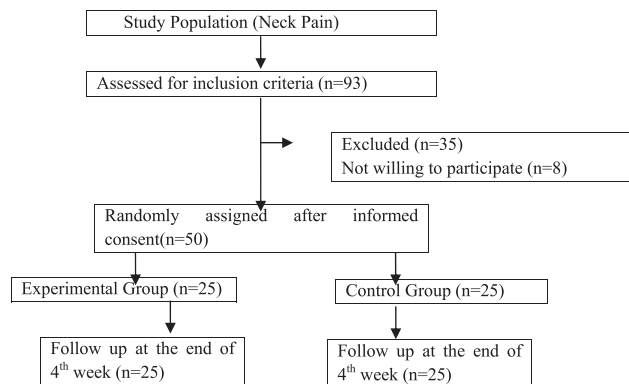 Study Population (Neck Pain)
Assessed for inclusion criteria (n=93)
Excluded (n=35)
Not willing to participate (n=8)
Randomly assigned after informed
consent(n=50)
Experimental Group (n=25)
Control Group (n=25)
Follow up at the end of
4th week (n=25)
Follow up at the end of
4th week (n=25)